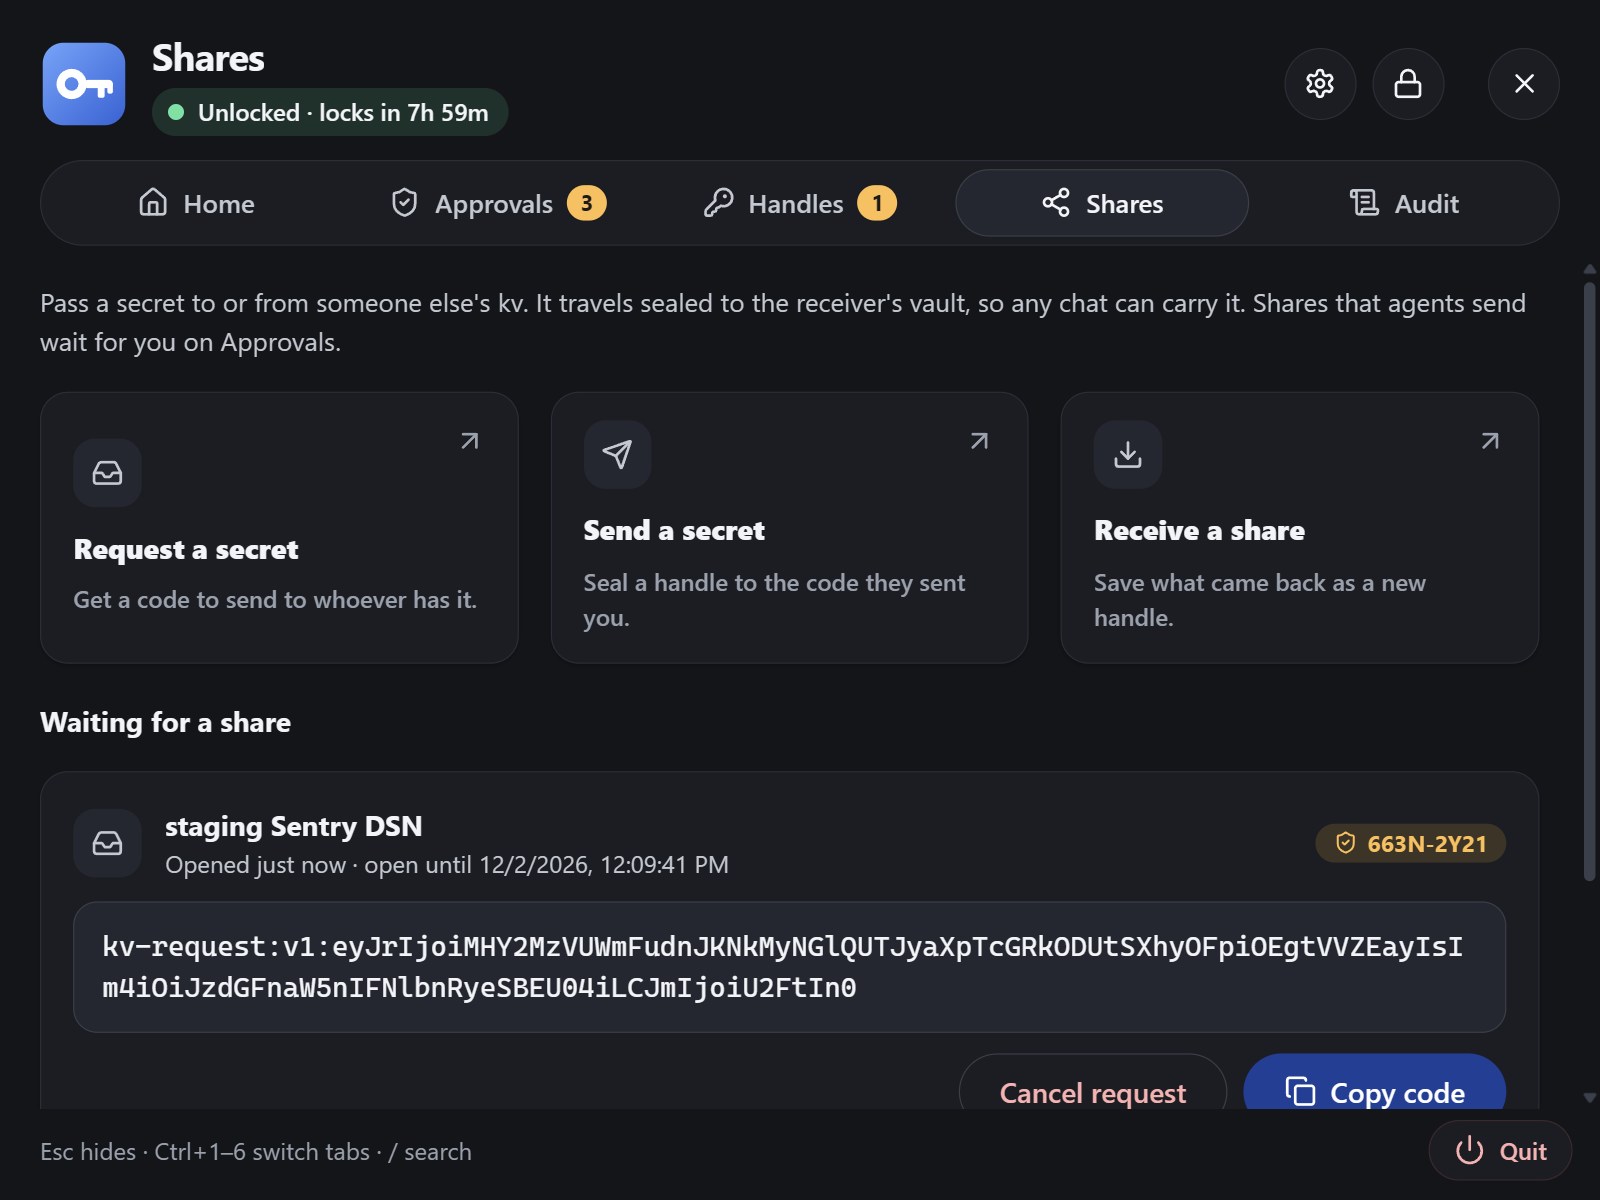 Shares
Unlocked · locks in 7h 59m
Home
Approvals 3
Handles 1
Shares
Audit
Pass a secret to or from someone else's kv. It travels sealed to the receiver's vault, so any chat can carry it. Shares that agents send
wait for you on Approvals.
Request a secret
Get a code to send to whoever has it.
Send a secret
Seal a handle to the code they sent
you.
Receive a share
Save what came back as a new
handle.
Waiting for a share
staging Sentry DSN
Opened just now · open until 12/2/2026, 12:09:41 PM
663N-2Y21
kv-request:v1:eyJrIjoiMHY2MzVUWmFudnJKNkMyNGlQUTJyaXpTcGRkODUtSXhyOFpiOEgtVVZEayIsI
m4iOiJzdGFnaW5nIFNlbnRyeSBEU04iLCJmIjoiU2FtIn0
Cancel request
Copy code
Esc hides · Ctrl+1–6 switch tabs · / search
Quit